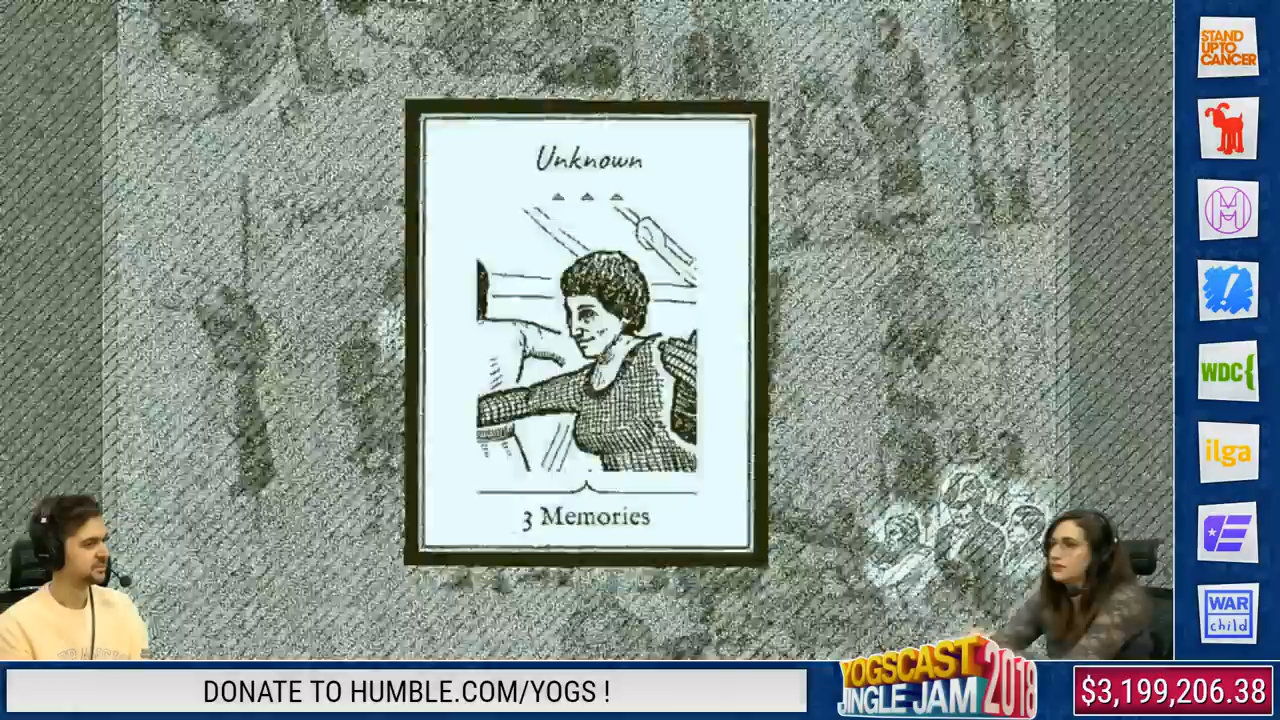 Unknown
3 Memories
STAND
UP TO
CANCER
M
!
WDC
ilga
E
WAR
child
DONATE TO HUMBLE.COM/YOGS !
YOGSCAST
JINGLE JAM 2018
$3,199,206.38